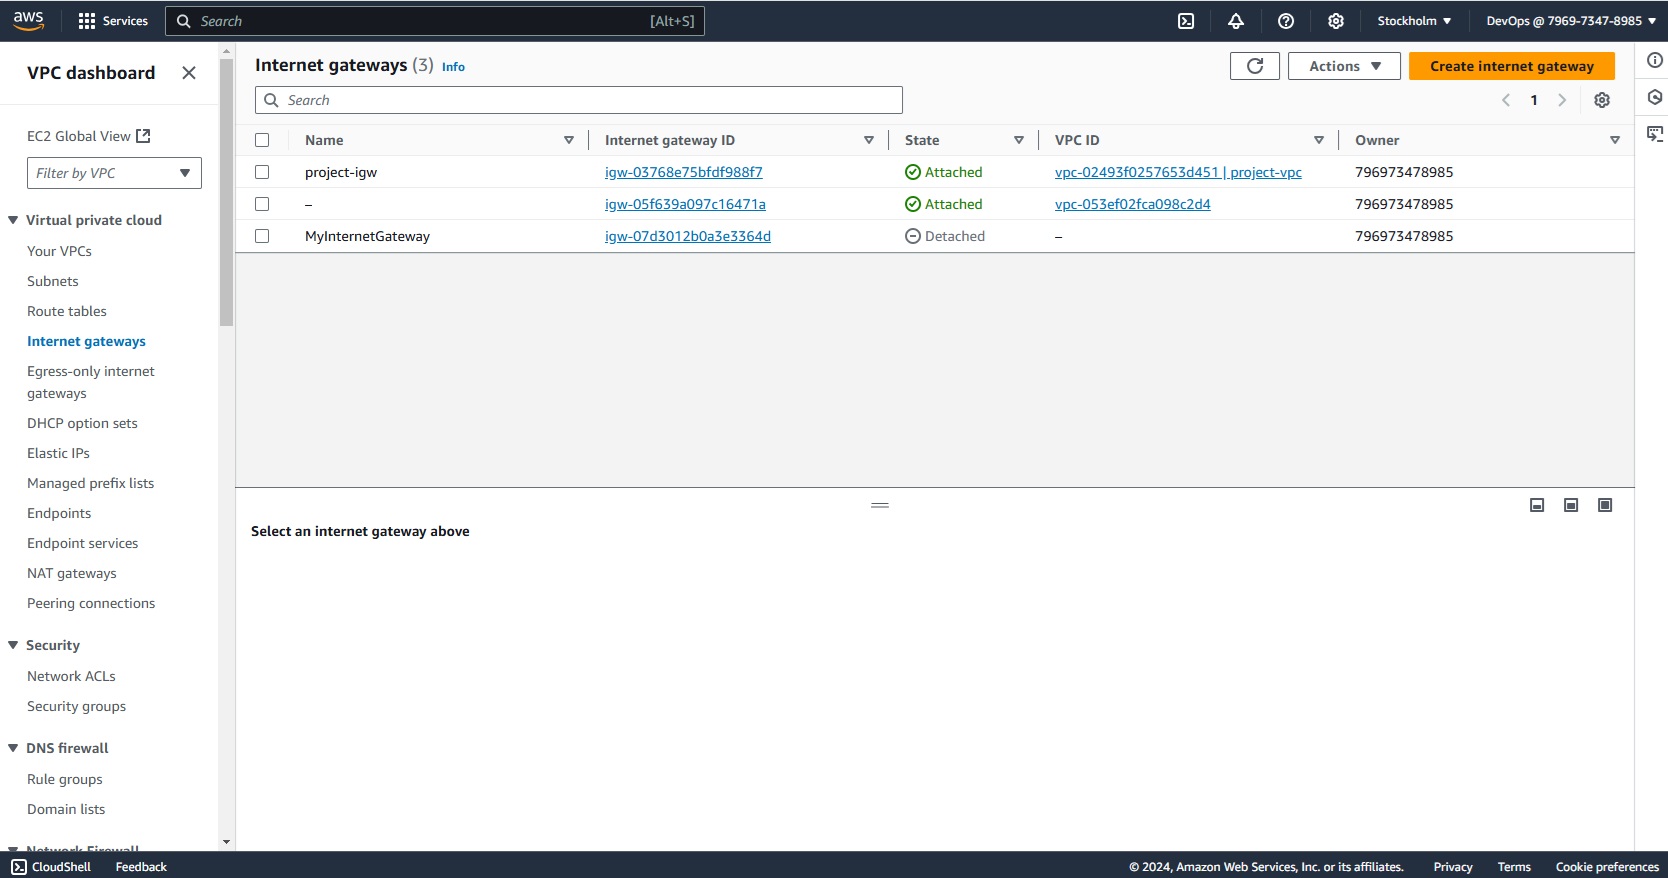 aws
Services
Search
[Alt+S]
Stockholm
DevOps @ 7969-7347-8985
VPC dashboard
EC2 Global View
Filter by VPC
Virtual private cloud
Your VPCs
Subnets
Route tables
Internet gateways
Egress-only internet
gateways
DHCP option sets
Elastic IPs
Managed prefix lists
Endpoints
Endpoint services
NAT gateways
Peering connections
Security
Network ACLs
Security groups
DNS firewall
Rule groups
Domain lists
Network Firewall
Internet gateways (3) Info
Actions
Create internet gateway
Search
1
Name Internet gateway ID State VPC ID Owner
project-igw igw-03768e75bfdf988f7 Attached vpc-02493f0257653d451 | project-vpc 796973478985
– igw-05f639a097c16471a Attached vpc-053ef02fca098c2d4 796973478985
MyInternetGateway igw-07d3012b0a3e3364d Detached – 796973478985
Select an internet gateway above
CloudShell Feedback © 2024, Amazon Web Services, Inc. or its affiliates. Privacy Terms Cookie preferences